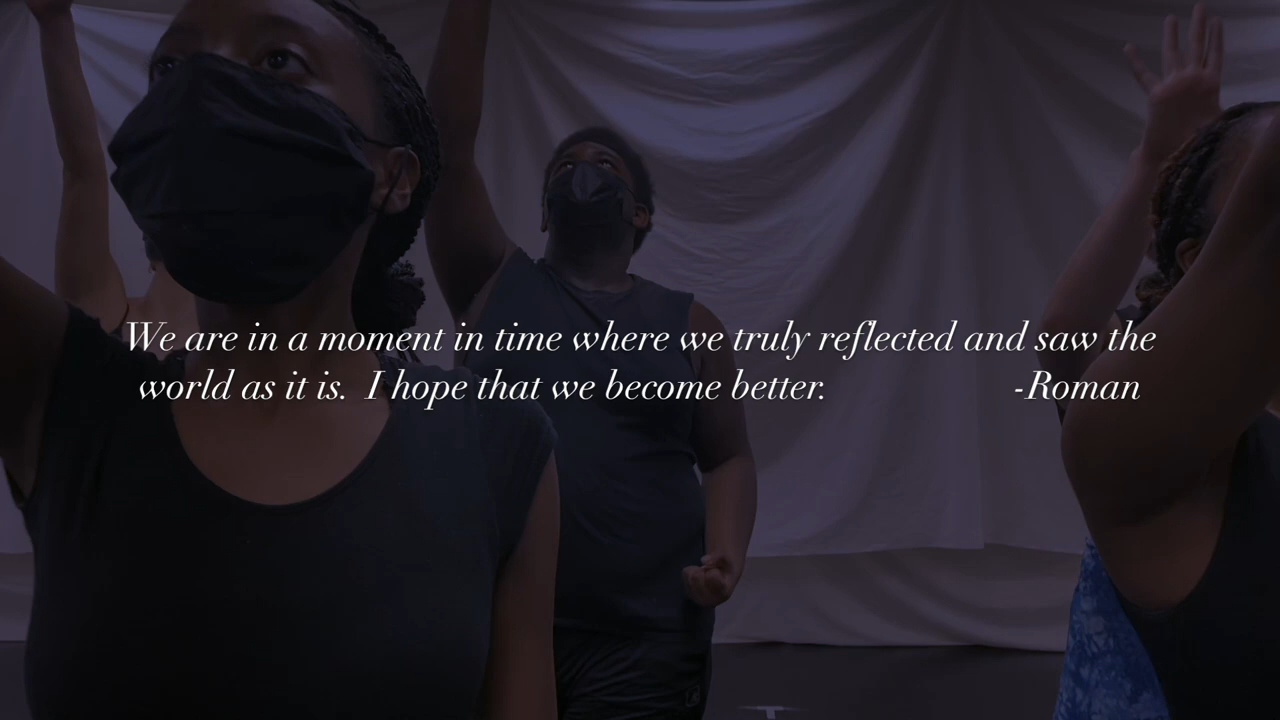 We are in a moment in time where we truly reflected and saw the
world as it is. I hope that we become better. -Roman